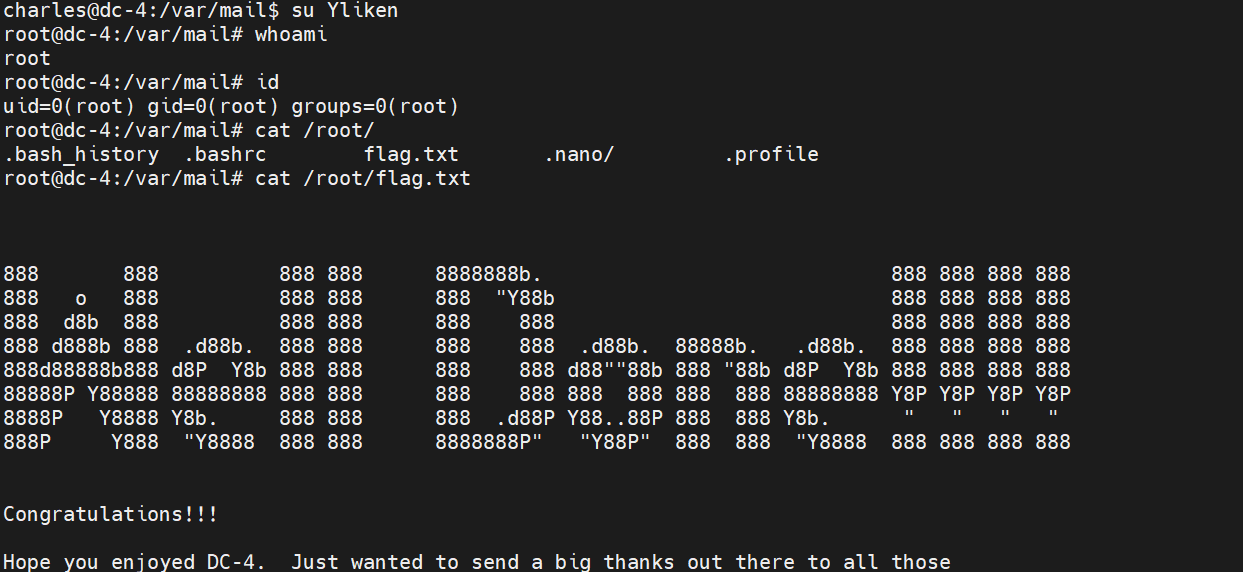 charles@dc-4:/var/mail$ su Yliken
root@dc-4:/var/mail# whoami
root
root@dc-4:/var/mail# id
uid=0(root) gid=0(root) groups=0(root)
root@dc-4:/var/mail# cat /root/
.bash_history  .bashrc        flag.txt       .nano/         .profile
root@dc-4:/var/mail# cat /root/flag.txt
888       888          888 888      8888888b.                             888 888 888 888
888   o   888          888 888      888  "Y88b                            888 888 888 888
888  d8b  888          888 888      888    888                            888 888 888 888
888 d888b 888  .d88b.  888 888      888    888  .d88b.  88888b.   .d88b.  888 888 888 888
888d88888b888 d8P  Y8b 888 888      888    888 d88""88b 888 "88b d8P  Y8b 888 888 888 888
88888P Y88888 88888888 888 888      888    888 888  888 888  888 88888888 Y8P Y8P Y8P Y8P
8888P   Y8888 Y8b.     888 888      888  .d88P Y88..88P 888  888 Y8b.      "   "   "   "
888P     Y888  "Y8888  888 888      8888888P"   "Y88P"  888  888  "Y8888  888 888 888 888
Congratulations!!!
Hope you enjoyed DC-4.  Just wanted to send a big thanks out there to all those